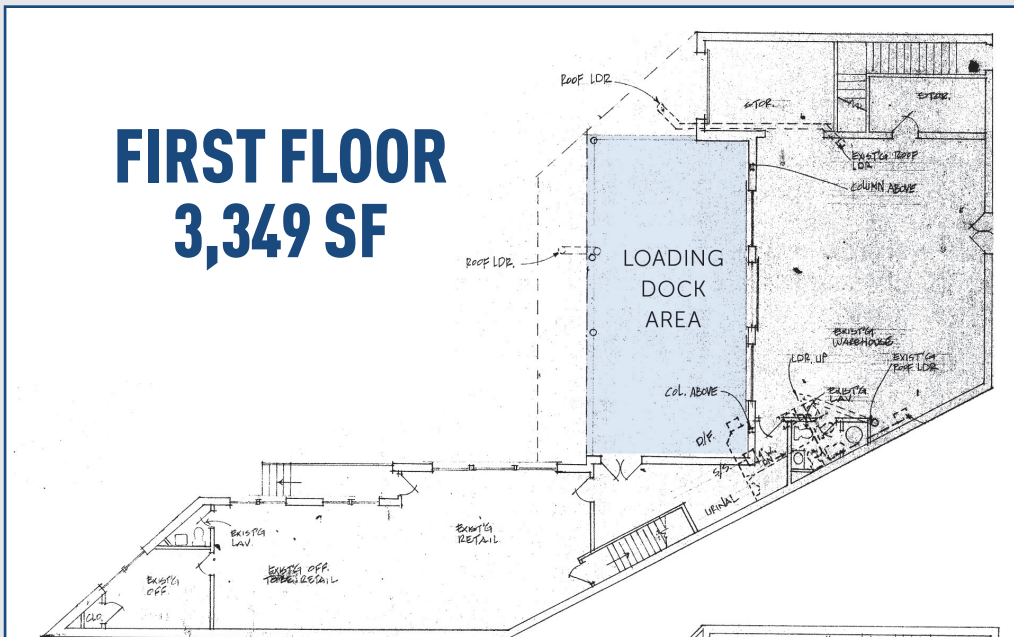 FIRST FLOOR
3,349 SF
ROOF LDR.
STOR.
STOR.
EXIST'G ROOF
LDR.
COLUMN ABOVE
ROOF LDR.
LOADING
DOCK
AREA
EXIST'G
WAREHOUSE
LDR. UP
EXIST'G
ROOF LDR.
EXIST'G
LAV.
COL. ABOVE
D/F.
S/S.
URINAL
EXIST'G
LAV.
EXIST'G
RETAIL
EXIST'G OFF.
EXIST'G
OFF.
CLO.